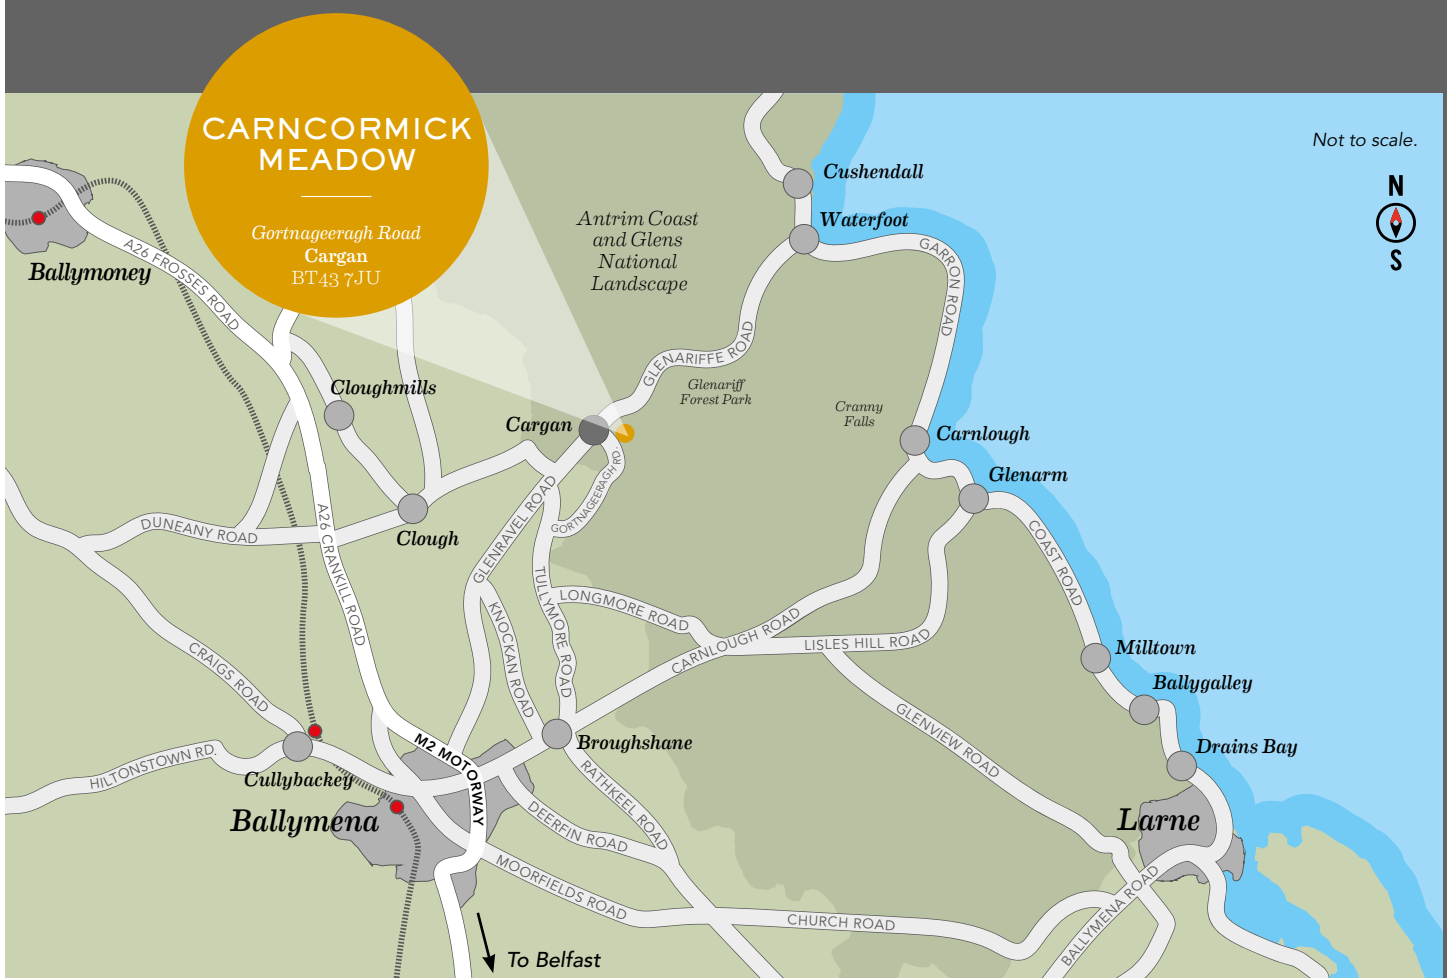 CARNCORMICK
MEADOW
Gortnageeragh Road
Cargan
BT43 7JU
Not to scale.
N
S
Cushendall
Waterfoot
Antrim Coast
and Glens
National
Landscape
GARRON ROAD
Ballymoney
A26 FROSSES ROAD
GLENARIFFE ROAD
Glenariff
Forest Park
Cranny
Falls
Cloughmills
Cargan
Carnlough
Glenarm
GORTNAGEERAGH RD
GLENRAVEL ROAD
DUNEANY ROAD
A26 CRANKILL ROAD
Clough
COAST ROAD
TULLYMORE ROAD
LONGMORE ROAD
KNOCKAN ROAD
CARNLOUGH ROAD
LISLES HILL ROAD
Milltown
CRAIGS ROAD
Ballygalley
GLENVIEW ROAD
HILTONSTOWN RD.
M2 MOTORWAY
Broughshane
Drains Bay
Cullybackey
RATHKEEL ROAD
Ballymena
DEERFIN ROAD
Larne
MOORFIELDS ROAD
CHURCH ROAD
BALLYMENA ROAD
To Belfast